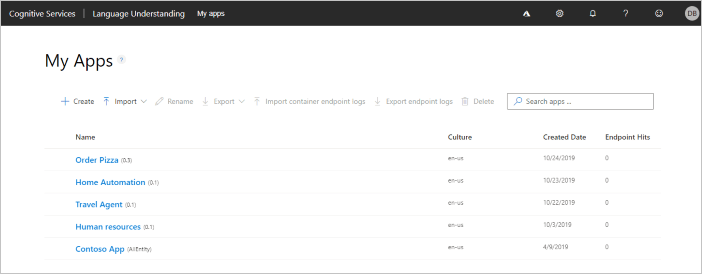 Cognitive Services | Language Understanding My apps ? DB
My Apps ?
+ Create Import Rename Export Import container endpoint logs Export endpoint logs Delete Search apps ...
Name Culture Created Date Endpoint Hits
Order Pizza (0.5) en-us 10/24/2019 0
Home Automation (0.1) en-us 10/23/2019 0
Travel Agent (0.1) en-us 10/22/2019 0
Human resources (0.1) en-us 10/3/2019 0
Contoso App (AI-Entity) en-us 4/9/2019 0